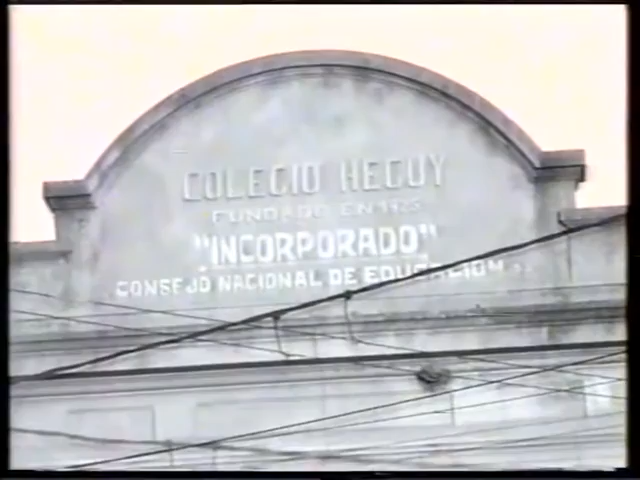 COLEGIO HEGUY
FUNDADO EN
"INCORPORADO"
CONSEJO NACIONAL DE EDUCACION